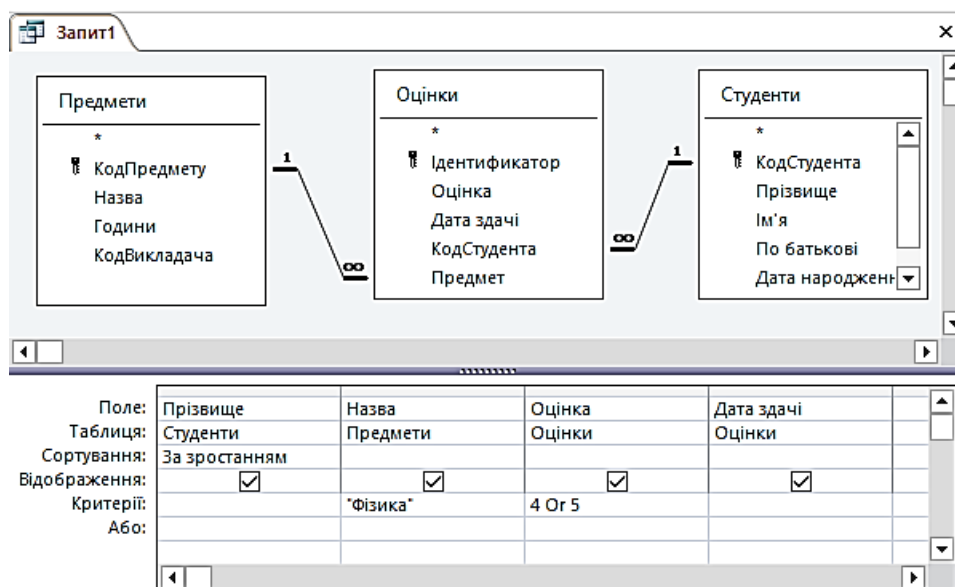 Запит1
Предмети
*
КодПредмету
Назва
Години
КодВикладача
1
∞
Оцінки
*
Ідентификатор
Оцінка
Дата здачі
КодСтудента
Предмет
1
∞
Студенти
*
КодСтудента
Прізвище
Ім'я
По батькові
Дата народженн
Поле: Прізвище Назва Оцінка Дата здачі
Таблиця: Студенти Предмети Оцінки Оцінки
Сортування: За зростанням
Відображення:
Критерії: "Фізика" 4 Or 5
Або: